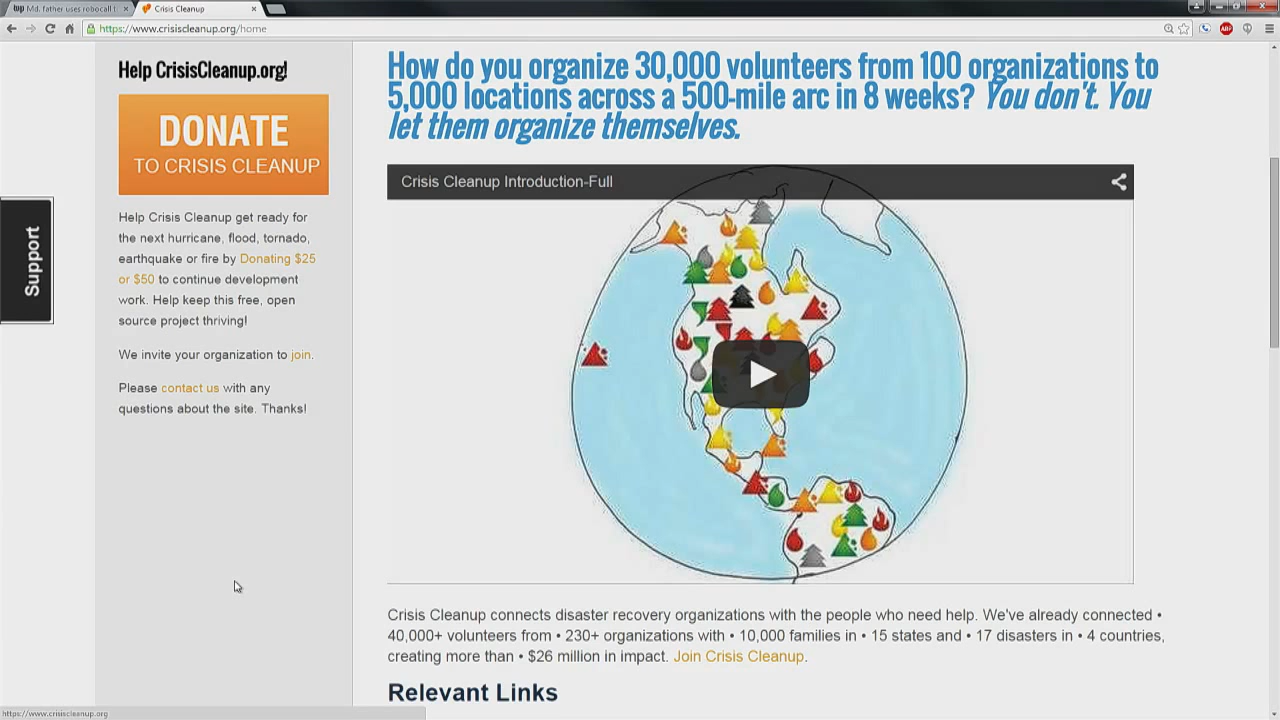 Md. father uses robocall t
Crisis Cleanup
https://www.crisiscleanup.org/home
Help CrisisCleanup.org!
DONATE
TO CRISIS CLEANUP
Help Crisis Cleanup get ready for
the next hurricane, flood, tornado,
earthquake or fire by Donating $25
or $50 to continue development
work. Help keep this free, open
source project thriving!
We invite your organization to join.
Please contact us with any
questions about the site. Thanks!
Support
How do you organize 30,000 volunteers from 100 organizations to
5,000 locations across a 500-mile arc in 8 weeks? You don't. You
let them organize themselves.
Crisis Cleanup Introduction-Full
Crisis Cleanup connects disaster recovery organizations with the people who need help. We've already connected •
40,000+ volunteers from • 230+ organizations with • 10,000 families in • 15 states and • 17 disasters in • 4 countries,
creating more than • $26 million in impact. Join Crisis Cleanup.
Relevant Links
https://www.crisiscleanup.org